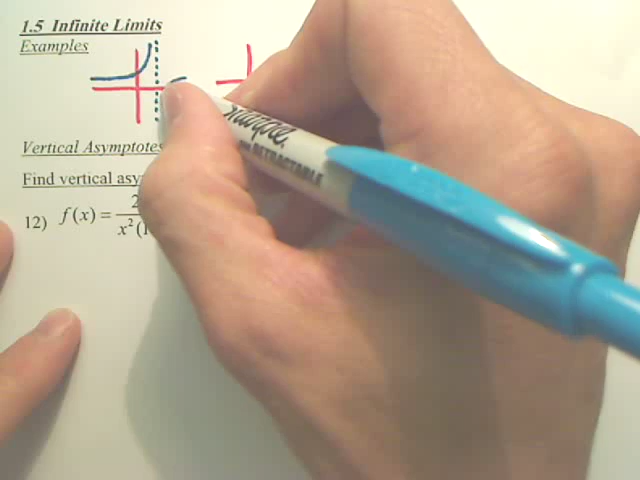 1.5 Infinite Limits
Examples
Vertical Asymptotes
Find vertical asy
12) f(x) = 2
x²(1
Sharpie.
RETRACTABLE